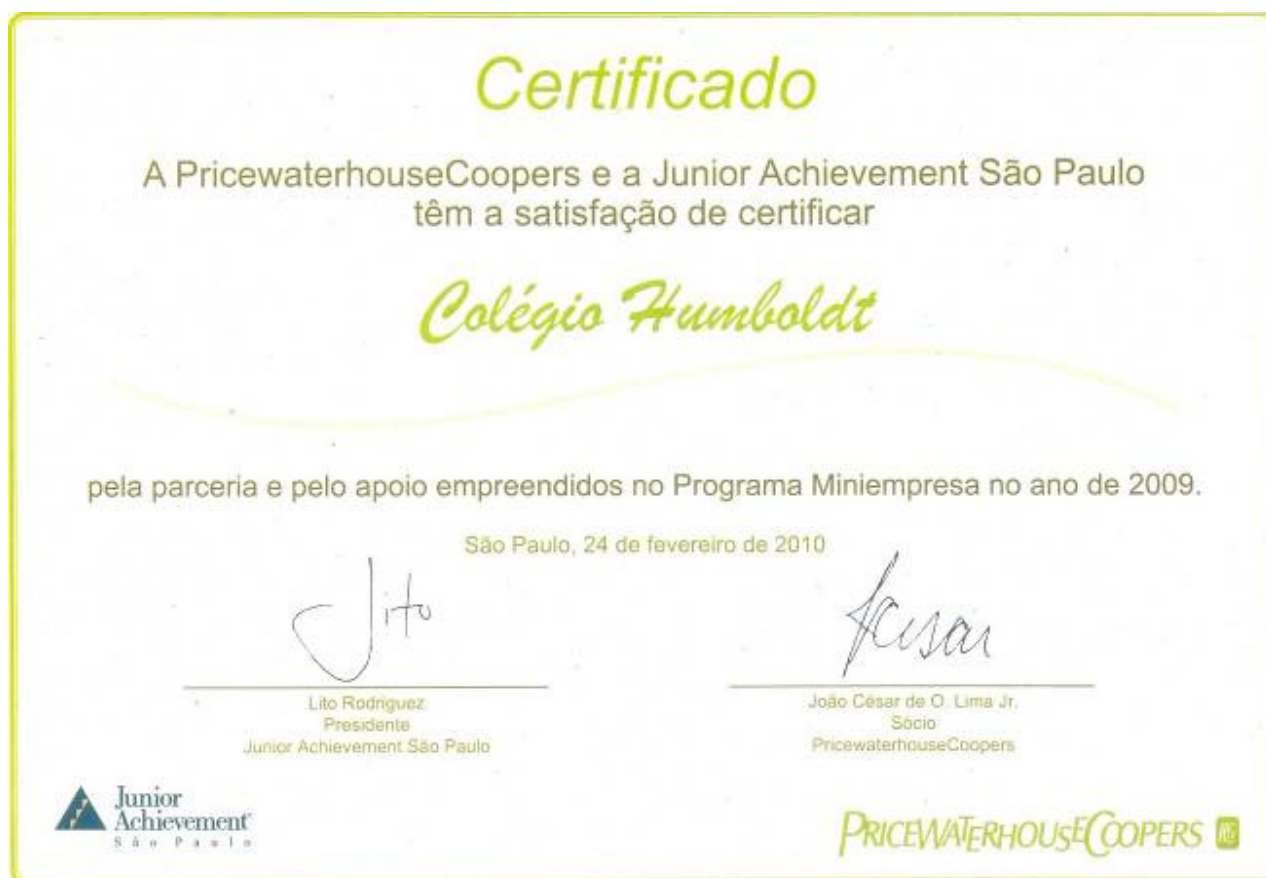 Certificado
A PricewaterhouseCoopers e a Junior Achievement São Paulo
têm a satisfação de certificar
Colégio Humboldt
pela parceria e pelo apoio empreendidos no Programa Miniempresa no ano de 2009.
São Paulo, 24 de fevereiro de 2010
Lito
Lito Rodriguez
Presidente
Junior Achievement São Paulo
João César de O. Lima Jr.
Sócio
PricewaterhouseCoopers
Junior
Achievement
São Paulo
PRICEWATERHOUSECOOPERS